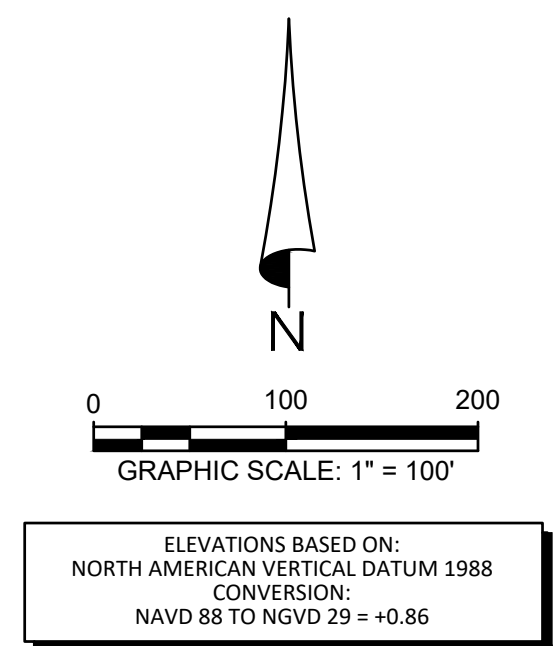 N
0 100 200
GRAPHIC SCALE: 1" = 100'
ELEVATIONS BASED ON:
NORTH AMERICAN VERTICAL DATUM 1988
CONVERSION:
NAVD 88 TO NGVD 29 = +0.86